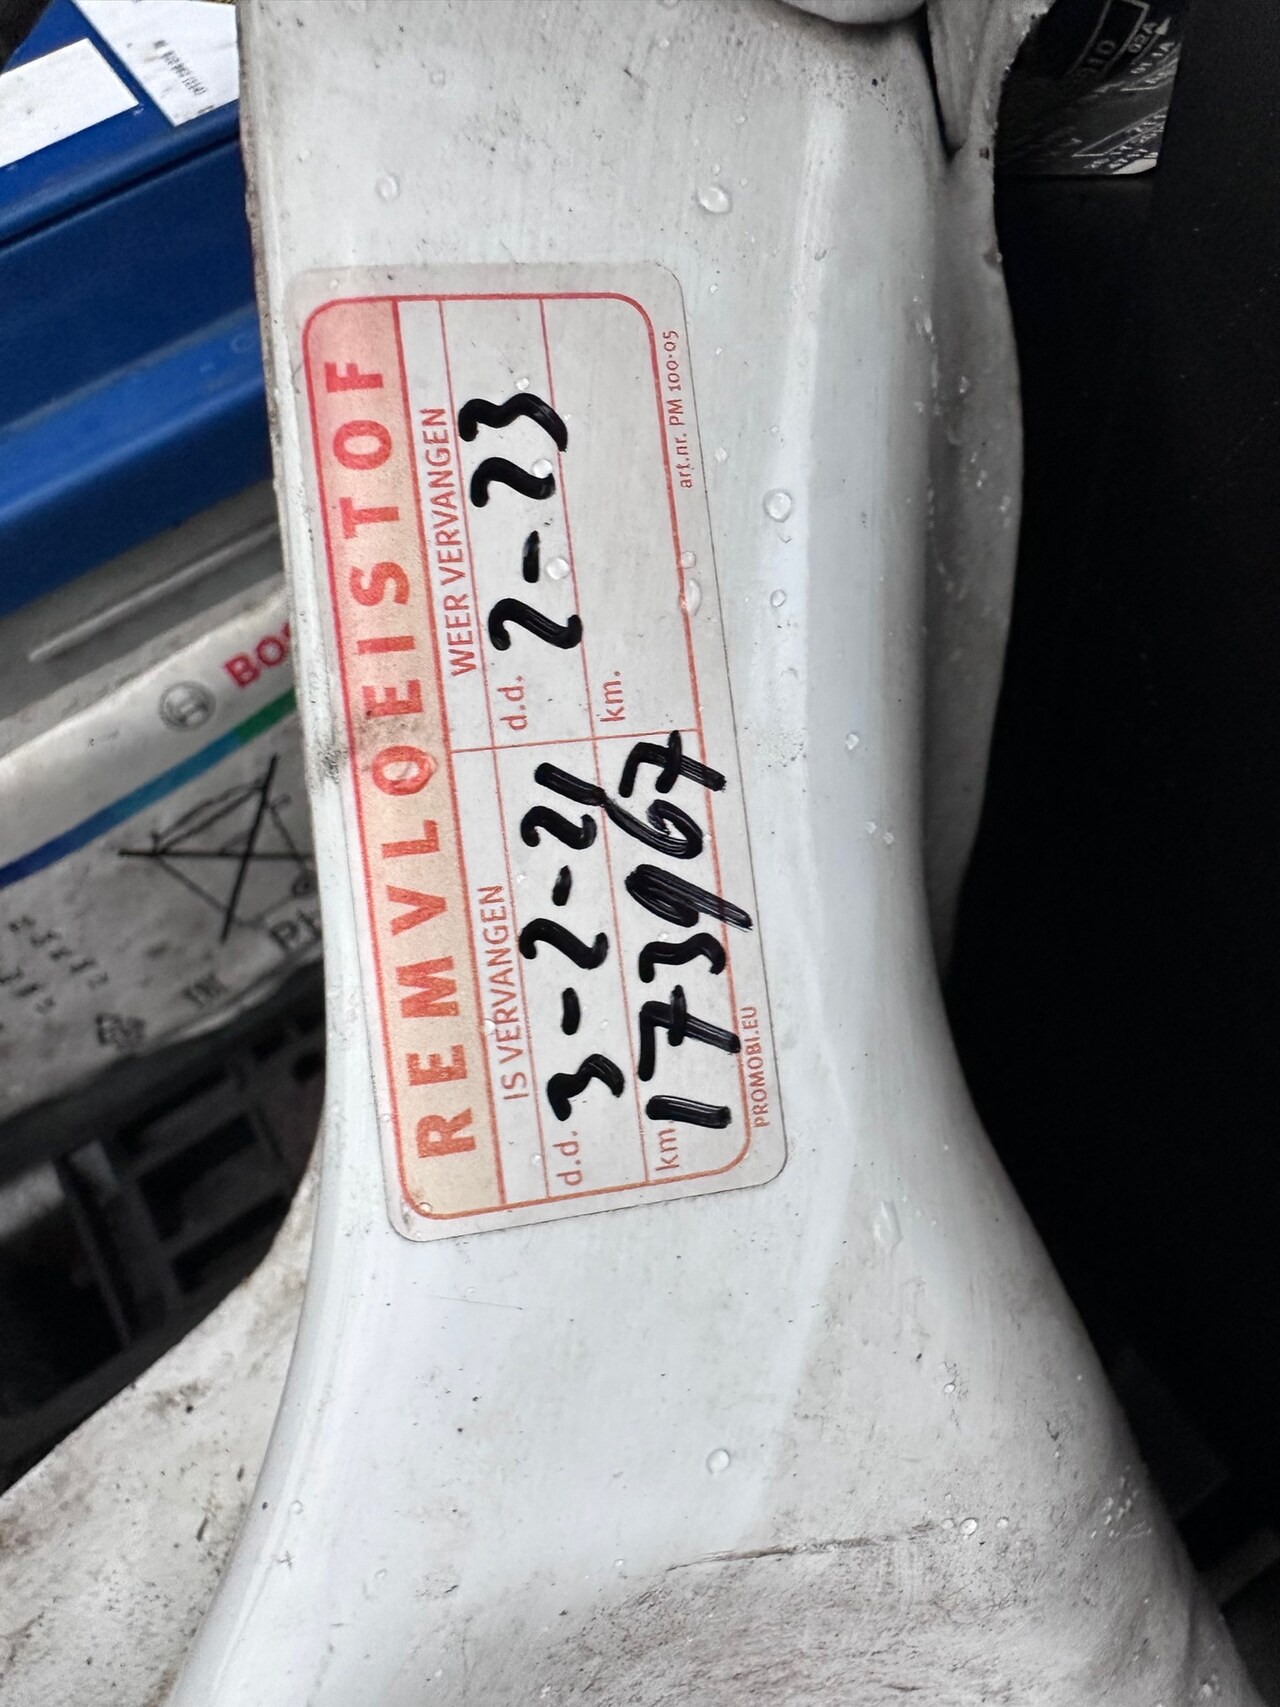 REMVLOEISTOF
IS VERVANGEN
WEER VERVANGEN
d.d. 3-2-21
d.d. 2-23
km. 173967
km.
PROMOBI.EU
art.nr. PM 100-05